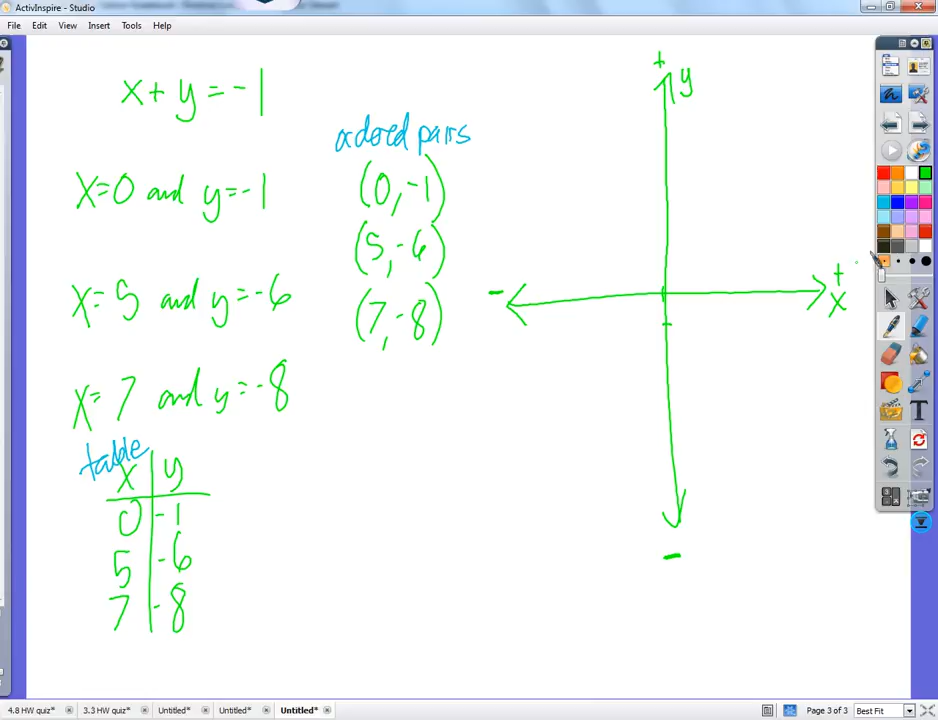 ActivInspire - Studio
File Edit View Insert Tools Help
x + y = -1
x=0 and y=-1
x=5 and y=-6
x=7 and y=-8
table
x y
0 -1
5 -6
7 -8
adored pairs
(0, -1)
(5, -6)
(7, -8)
+
y
- +
x
-
4.8 HW quiz* 3.3 HW quiz* Untitled* Untitled* Untitled* Page 3 of 3 Best Fit